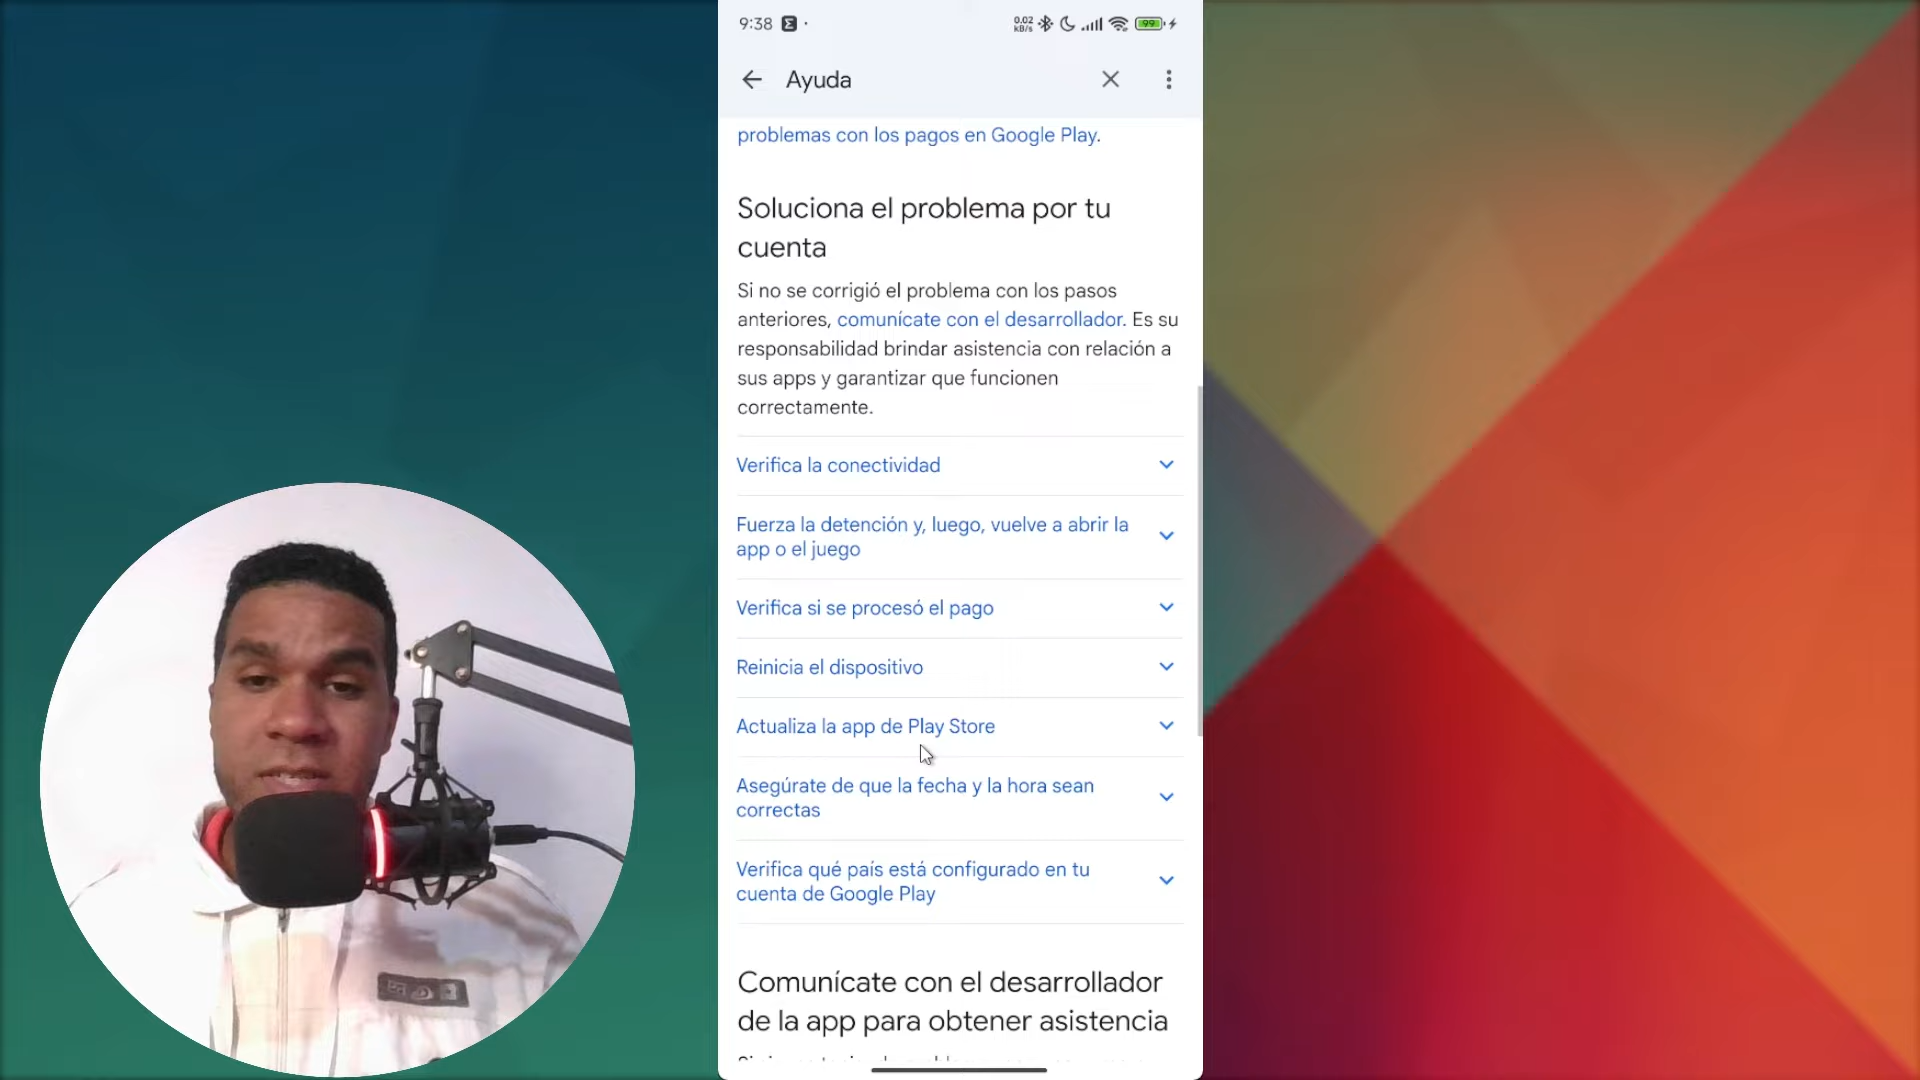 9:38
0.02
kB/s
99
Ayuda
problemas con los pagos en Google Play.
Soluciona el problema por tu
cuenta
Si no se corrigió el problema con los pasos
anteriores, comunícate con el desarrollador. Es su
responsabilidad brindar asistencia con relación a
sus apps y garantizar que funcionen
correctamente.
Verifica la conectividad
Fuerza la detención y, luego, vuelve a abrir la
app o el juego
Verifica si se procesó el pago
Reinicia el dispositivo
Actualiza la app de Play Store
Asegúrate de que la fecha y la hora sean
correctas
Verifica qué país está configurado en tu
cuenta de Google Play
Comunícate con el desarrollador
de la app para obtener asistencia